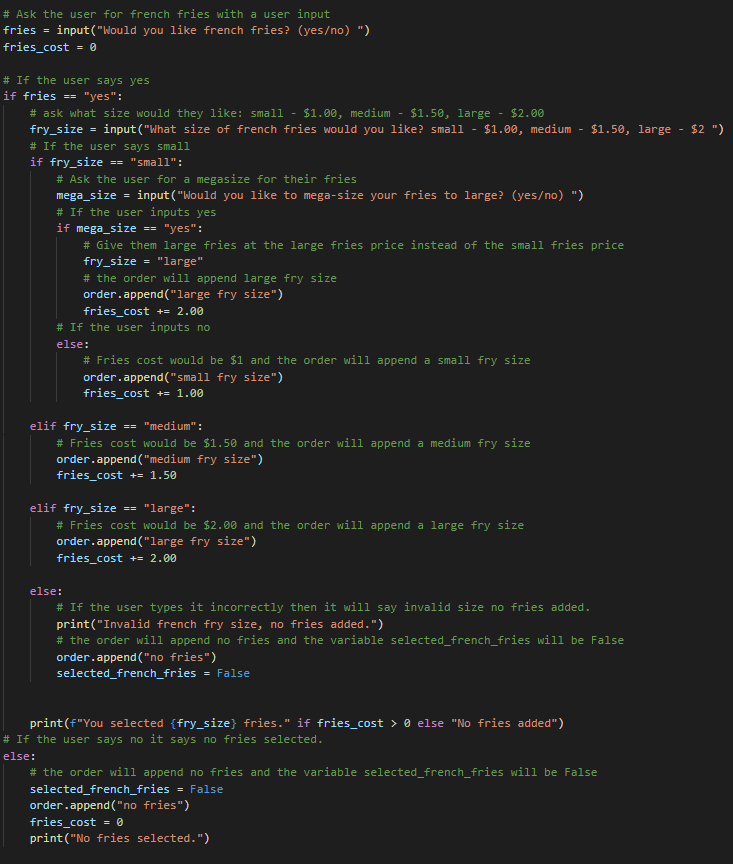 # Ask the user for french fries with a user input
fries = input("Would you like french fries? (yes/no) ")
fries_cost = 0

# If the user says yes
if fries == "yes":
    # ask what size would they like: small - $1.00, medium - $1.50, large - $2.00
    fry_size = input("What size of french fries would you like? small - $1.00, medium - $1.50, large - $2 ")
    # If the user says small
    if fry_size == "small":
        # Ask the user for a megasize for their fries
        mega_size = input("Would you like to mega-size your fries to large? (yes/no) ")
        # If the user inputs yes
        if mega_size == "yes":
            # Give them large fries at the large fries price instead of the small fries price
            fry_size = "large"
            # the order will append large fry size
            order.append("large fry size")
            fries_cost += 2.00
        # If the user inputs no
        else:
            # Fries cost would be $1 and the order will append a small fry size
            order.append("small fry size")
            fries_cost += 1.00

    elif fry_size == "medium":
        # Fries cost would be $1.50 and the order will append a medium fry size
        order.append("medium fry size")
        fries_cost += 1.50

    elif fry_size == "large":
        # Fries cost would be $2.00 and the order will append a large fry size
        order.append("large fry size")
        fries_cost += 2.00

    else:
        # If the user types it incorrectly then it will say invalid size no fries added.
        print("Invalid french fry size, no fries added.")
        # the order will append no fries and the variable selected_french_fries will be False
        order.append("no fries")
        selected_french_fries = False


    print(f"You selected {fry_size} fries." if fries_cost > 0 else "No fries added")
# If the user says no it says no fries selected.
else:
    # the order will append no fries and the variable selected_french_fries will be False
    selected_french_fries = False
    order.append("no fries")
    fries_cost = 0
    print("No fries selected.")